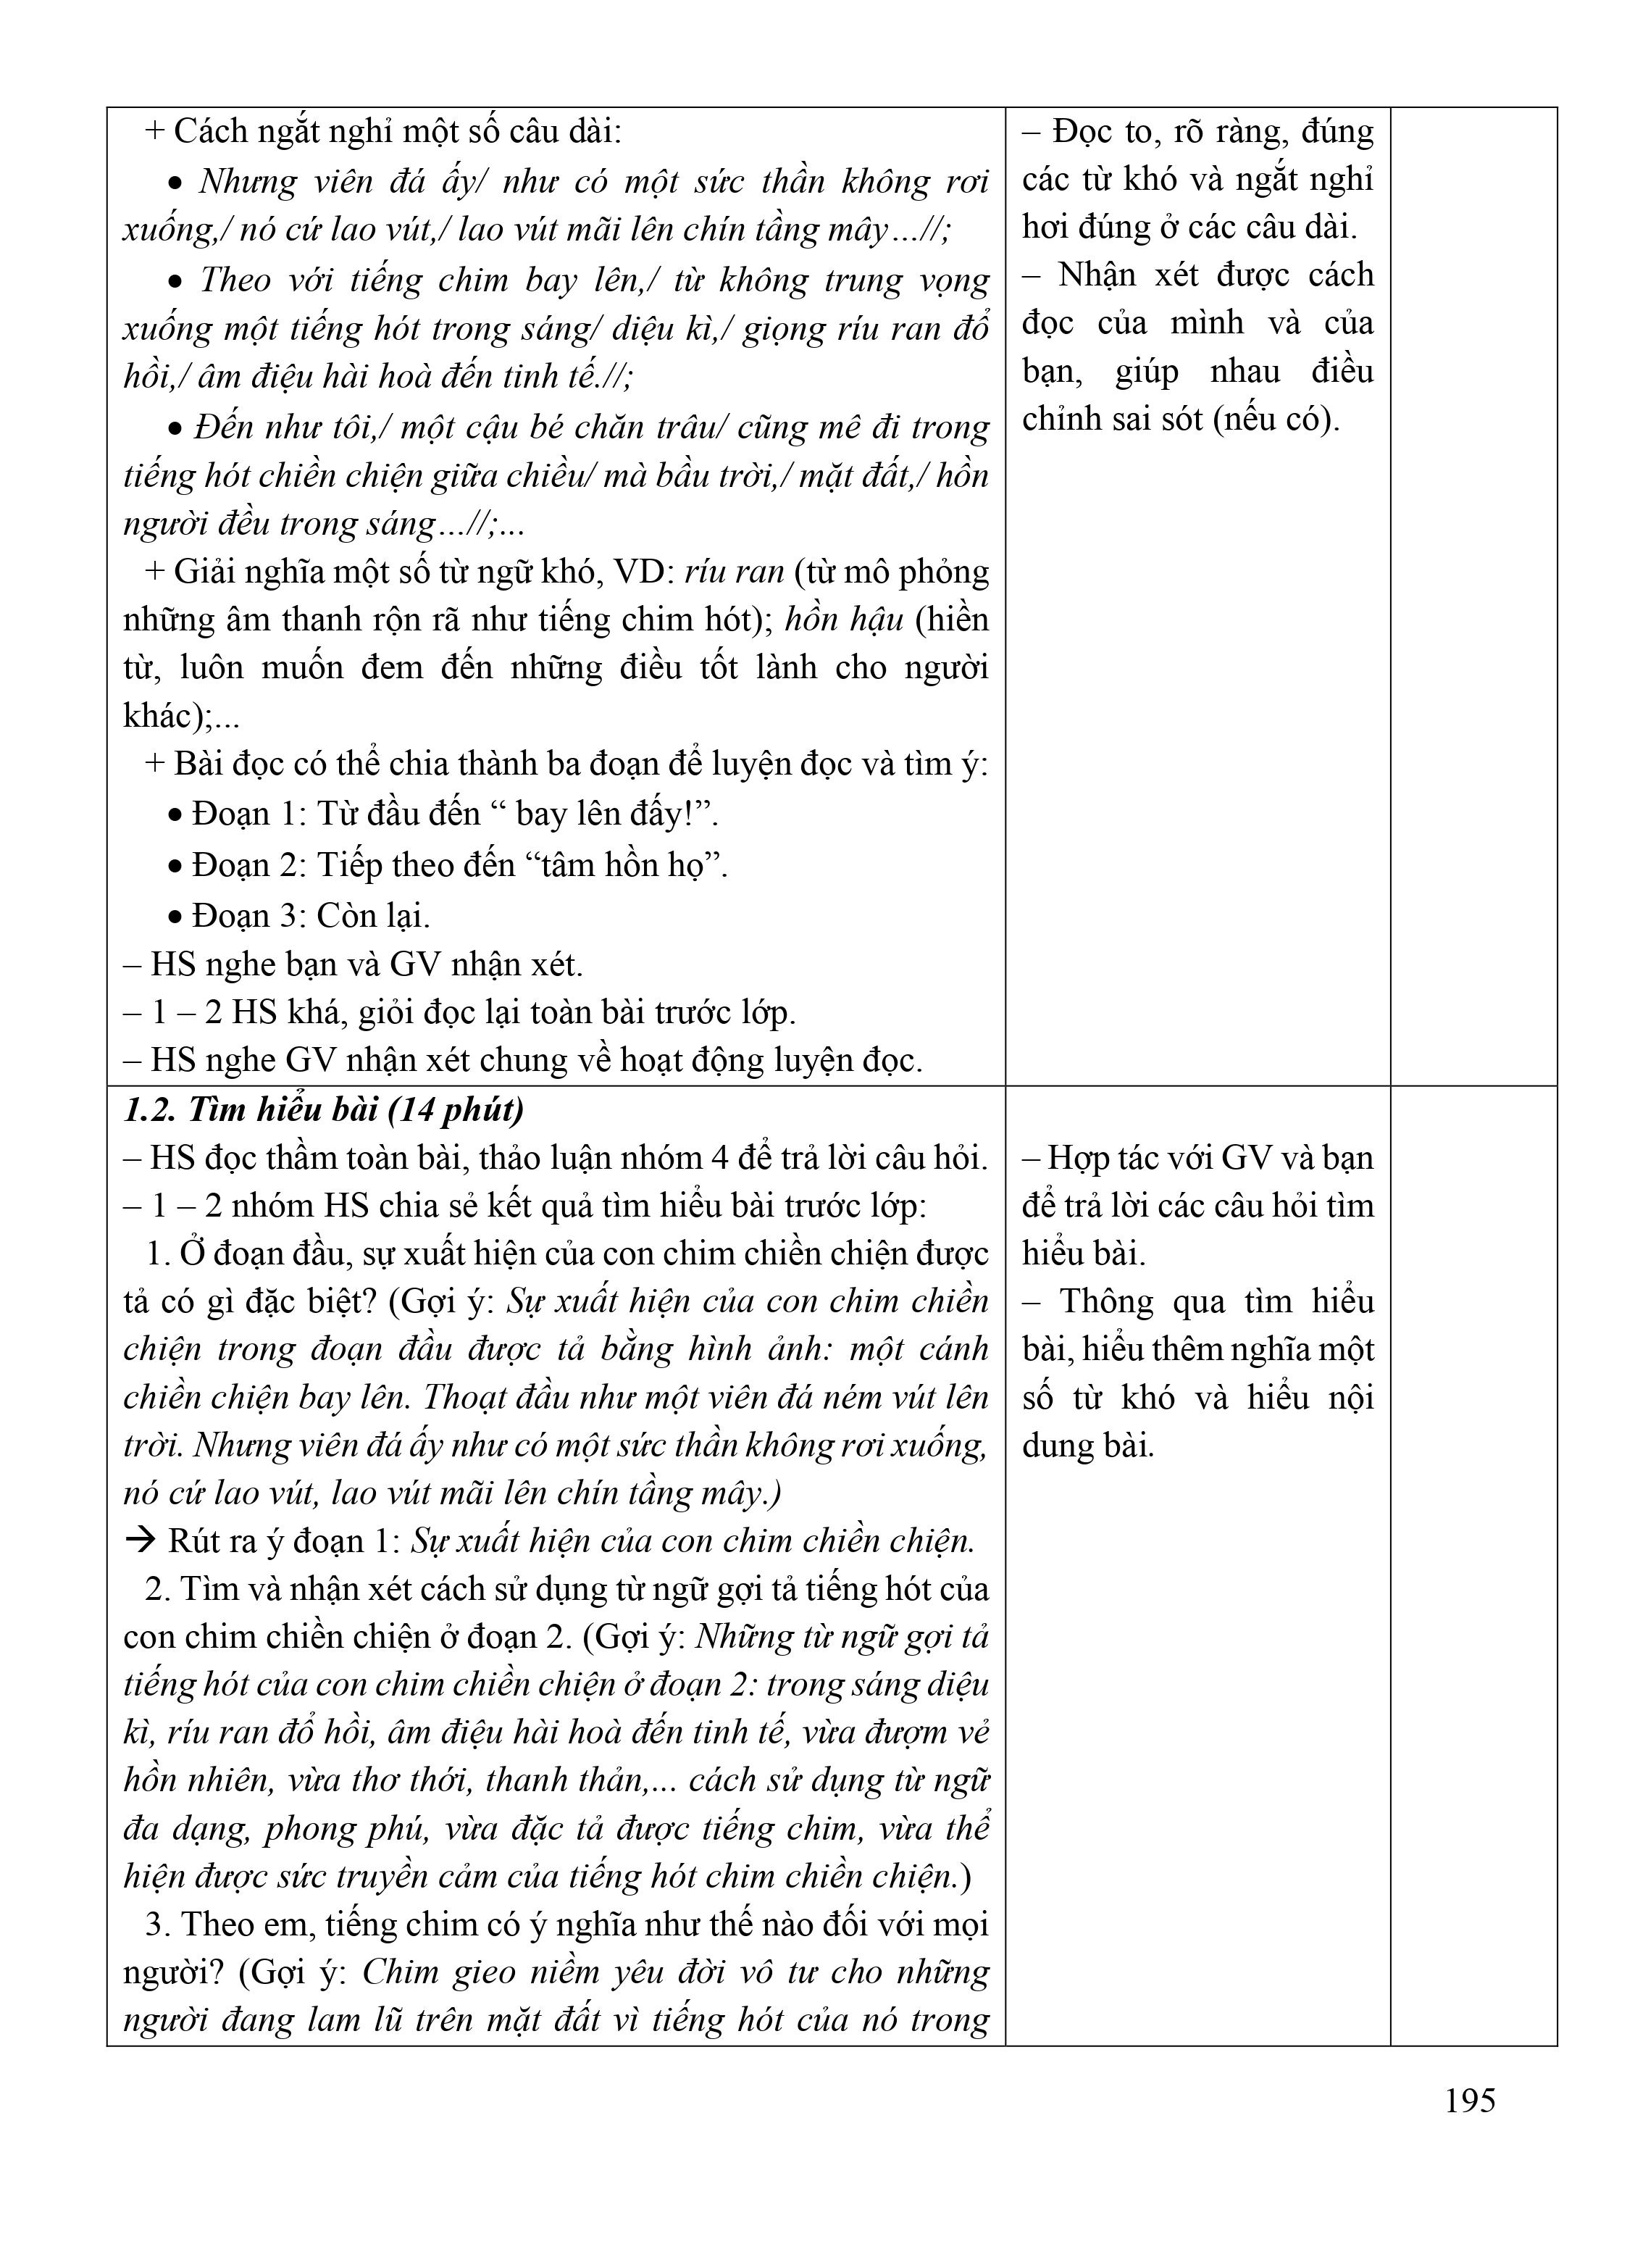 + Cách ngắt nghỉ một số câu dài:
• Nhưng viên đá ấy/ như có một sức thần không rơi
xuống,/ nó cứ lao vút,/ lao vút mãi lên chín tầng mây…//;
• Theo với tiếng chim bay lên,/ từ không trung vọng
xuống một tiếng hót trong sáng/ diệu kì,/ giọng ríu ran đổ
hồi,/ âm điệu hài hoà đến tinh tế.//;
• Đến như tôi,/ một cậu bé chăn trâu/ cũng mê đi trong
tiếng hót chiền chiện giữa chiều/ mà bầu trời,/ mặt đất,/ hồn
người đều trong sáng…//;...
+ Giải nghĩa một số từ ngữ khó, VD: ríu ran (từ mô phỏng
những âm thanh rộn rã như tiếng chim hót); hồn hậu (hiền
từ, luôn muốn đem đến những điều tốt lành cho người
khác);...
+ Bài đọc có thể chia thành ba đoạn để luyện đọc và tìm ý:
• Đoạn 1: Từ đầu đến “ bay lên đấy!”.
• Đoạn 2: Tiếp theo đến “tâm hồn họ”.
• Đoạn 3: Còn lại.
– HS nghe bạn và GV nhận xét.
– 1 – 2 HS khá, giỏi đọc lại toàn bài trước lớp.
– HS nghe GV nhận xét chung về hoạt động luyện đọc.
– Đọc to, rõ ràng, đúng
các từ khó và ngắt nghỉ
hơi đúng ở các câu dài.
– Nhận xét được cách
đọc của mình và của
bạn, giúp nhau điều
chỉnh sai sót (nếu có).
1.2. Tìm hiểu bài (14 phút)
– HS đọc thầm toàn bài, thảo luận nhóm 4 để trả lời câu hỏi.
– 1 – 2 nhóm HS chia sẻ kết quả tìm hiểu bài trước lớp:
1. Ở đoạn đầu, sự xuất hiện của con chim chiền chiện được
tả có gì đặc biệt? (Gợi ý: Sự xuất hiện của con chim chiền
chiện trong đoạn đầu được tả bằng hình ảnh: một cánh
chiền chiện bay lên. Thoạt đầu như một viên đá ném vút lên
trời. Nhưng viên đá ấy như có một sức thần không rơi xuống,
nó cứ lao vút, lao vút mãi lên chín tầng mây.)
→ Rút ra ý đoạn 1: Sự xuất hiện của con chim chiền chiện.
2. Tìm và nhận xét cách sử dụng từ ngữ gợi tả tiếng hót của
con chim chiền chiện ở đoạn 2. (Gợi ý: Những từ ngữ gợi tả
tiếng hót của con chim chiền chiện ở đoạn 2: trong sáng diệu
kì, ríu ran đổ hồi, âm điệu hài hoà đến tinh tế, vừa đượm vẻ
hồn nhiên, vừa thơ thới, thanh thản,... cách sử dụng từ ngữ
đa dạng, phong phú, vừa đặc tả được tiếng chim, vừa thể
hiện được sức truyền cảm của tiếng hót chim chiền chiện.)
3. Theo em, tiếng chim có ý nghĩa như thế nào đối với mọi
người? (Gợi ý: Chim gieo niềm yêu đời vô tư cho những
người đang lam lũ trên mặt đất vì tiếng hót của nó trong
– Hợp tác với GV và bạn
để trả lời các câu hỏi tìm
hiểu bài.
– Thông qua tìm hiểu
bài, hiểu thêm nghĩa một
số từ khó và hiểu nội
dung bài.
195